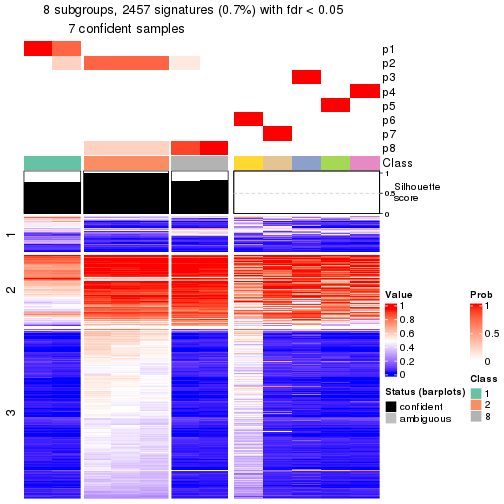 8 subgroups, 2457 signatures (0.7%) with fdr < 0.05
7 confident samples
p1
p2
p3
p4
p5
p6
p7
p8
Class
1
0.5
0
Silhouette
score
1
2
3
Value
1
0.8
0.6
0.4
0.2
0
Prob
1
0.5
0
Status (barplots)
confident
ambiguous
Class
1
2
8